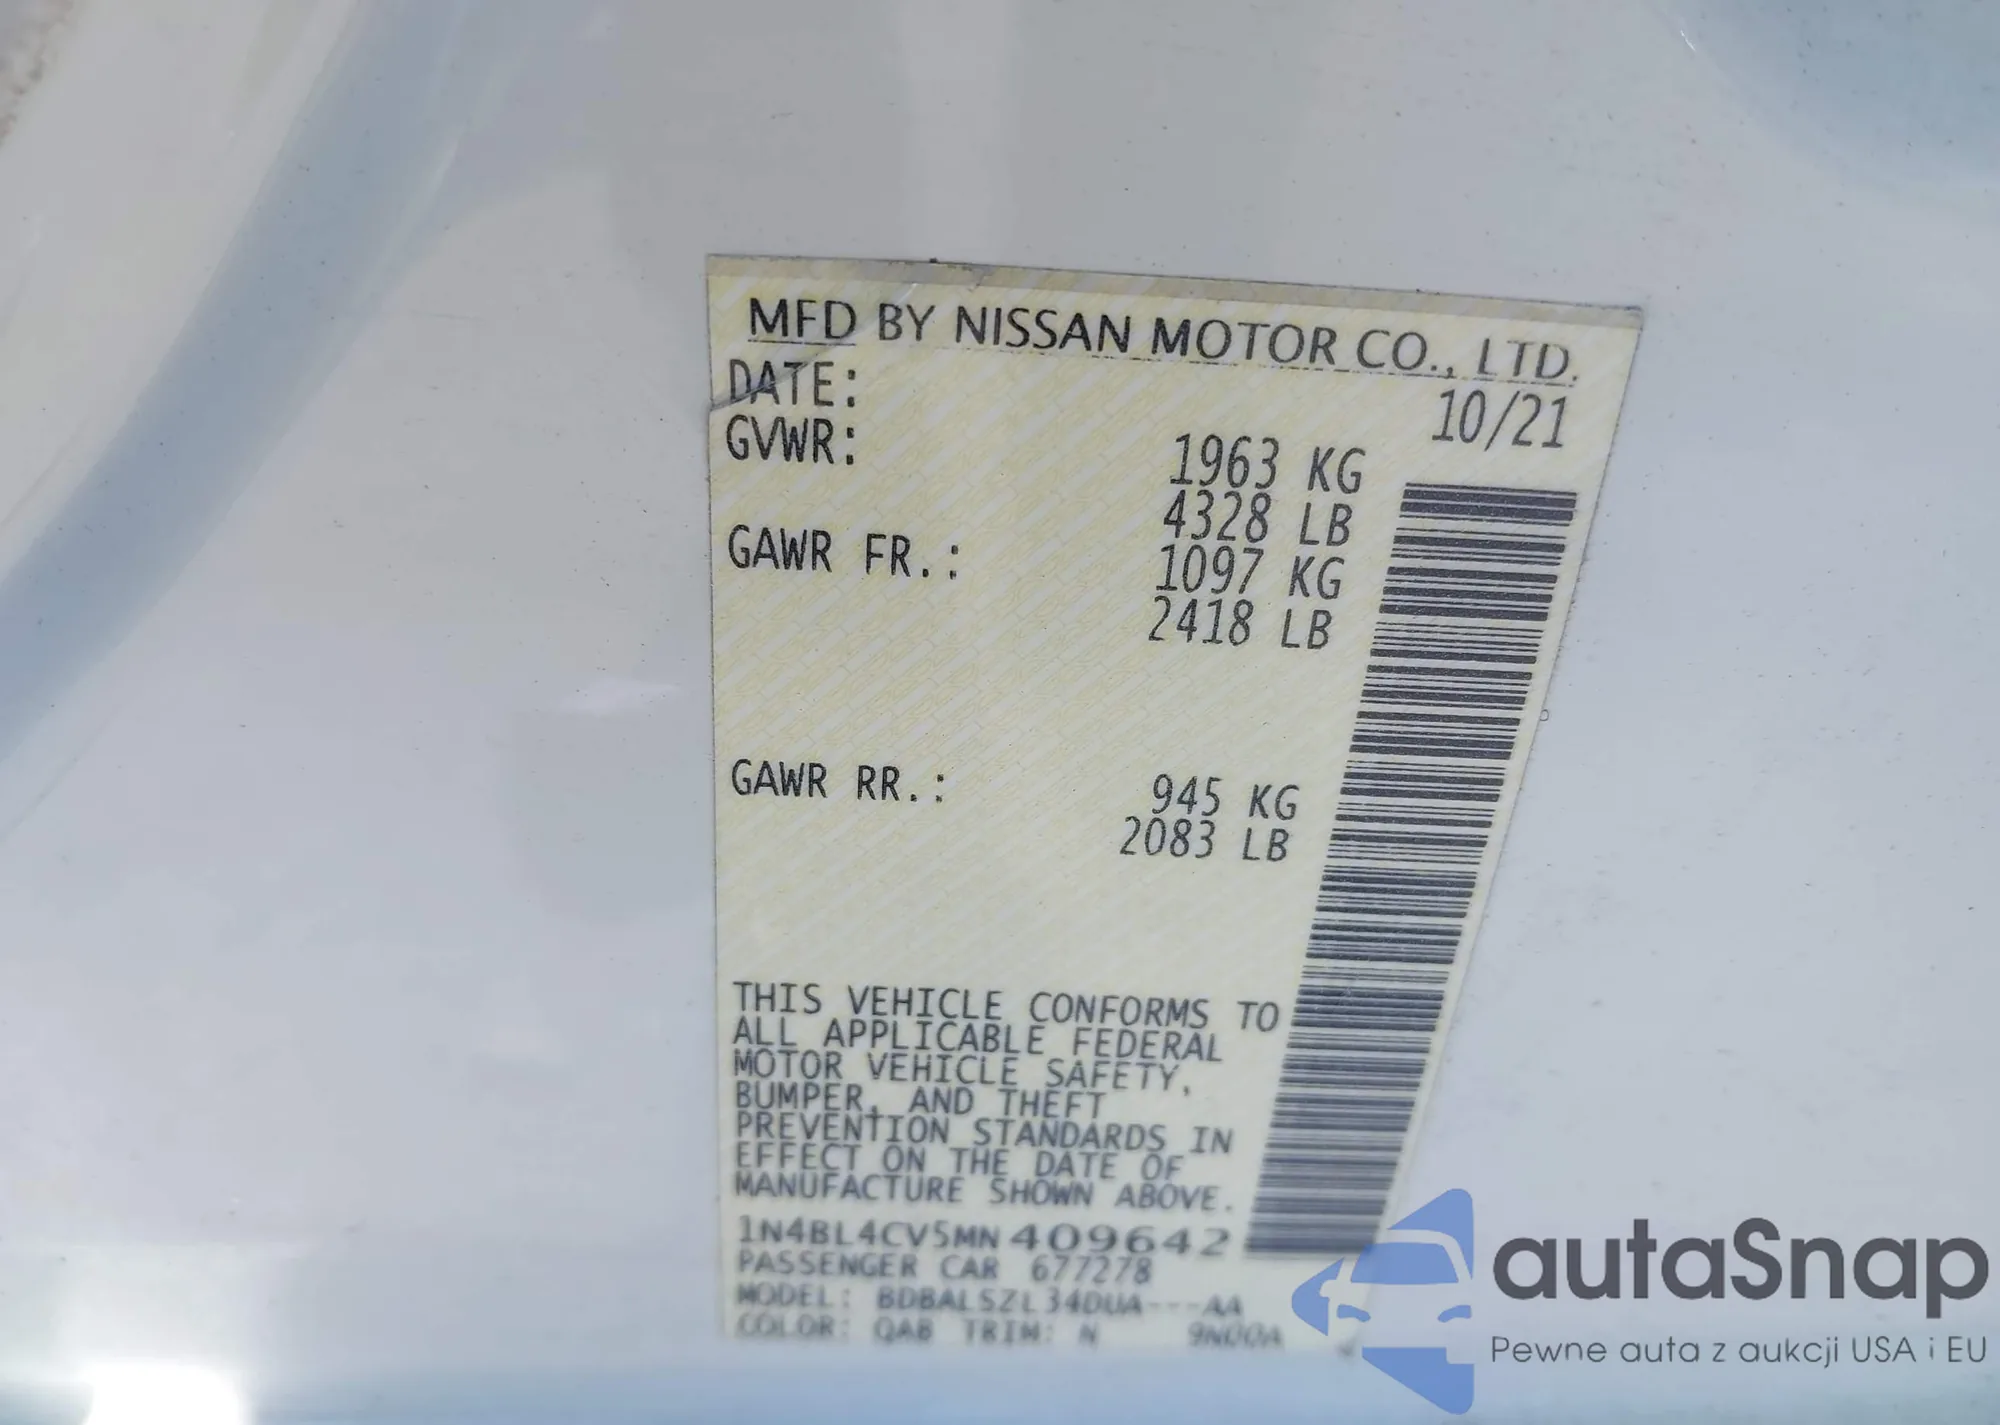 MFD BY NISSAN MOTOR CO., LTD.
DATE: 10/21
GVWR: 1963 KG
4328 LB
GAWR FR.: 1097 KG
2418 LB
GAWR RR.: 945 KG
2083 LB
THIS VEHICLE CONFORMS TO
ALL APPLICABLE FEDERAL
MOTOR VEHICLE SAFETY,
BUMPER, AND THEFT
PREVENTION STANDARDS IN
EFFECT ON THE DATE OF
MANUFACTURE SHOWN ABOVE.
1N4BL4CV5MN409642
PASSENGER CAR 677278
MODEL: BDBALSZL34DUA---AA
COLOR: QAB TRIM: N 9N00A
autaSnap
Pewne auta z aukcji USA i EU